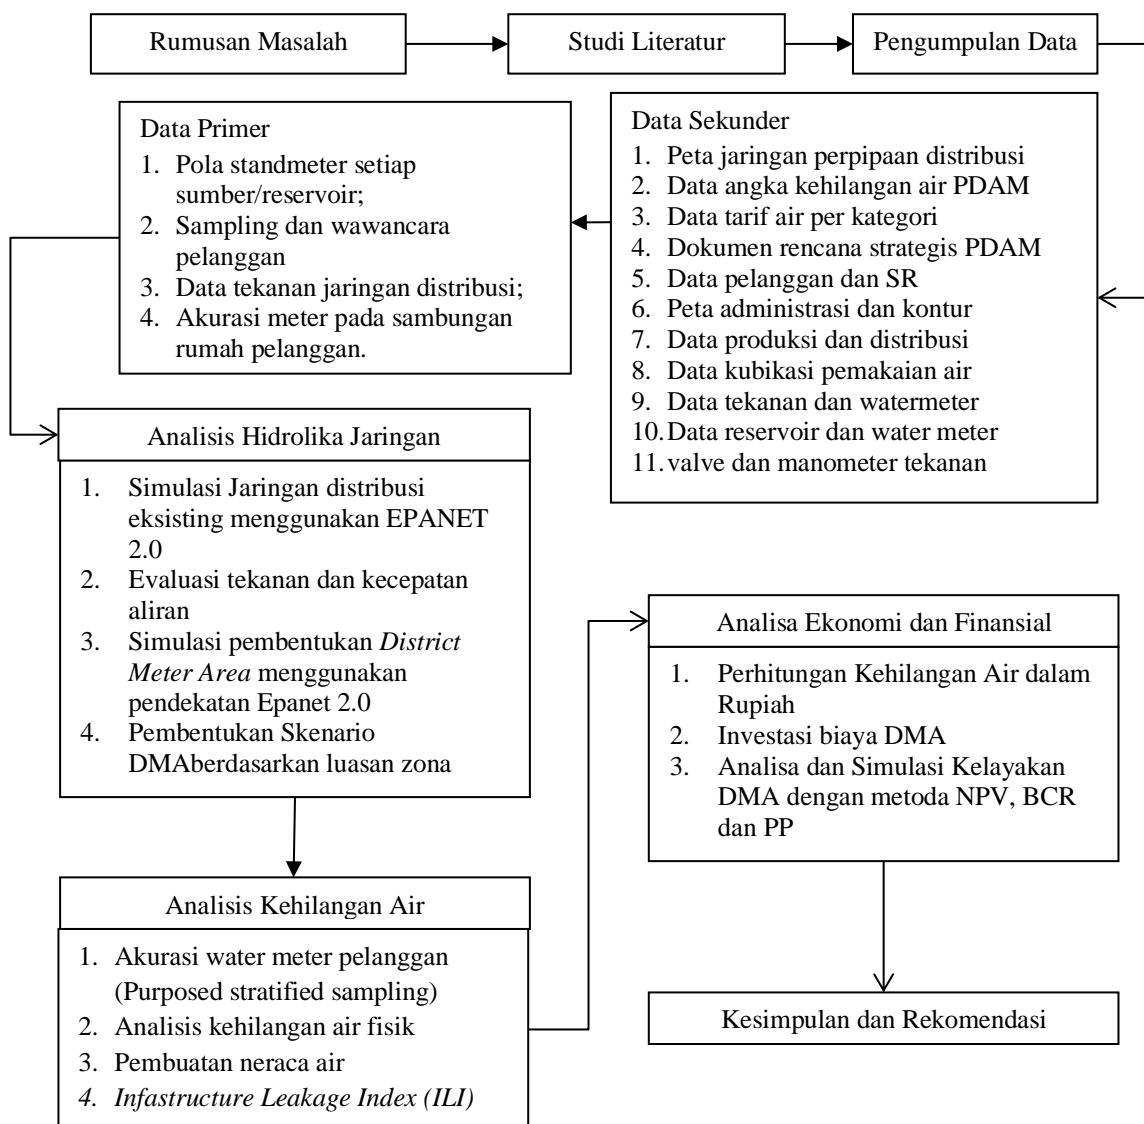 Rumusan Masalah
Studi Literatur
Pengumpulan Data
Data Primer
1. Pola standmeter setiap
sumber/reservoir;
2. Sampling dan wawancara
pelanggan
3. Data tekanan jaringan distribusi;
4. Akurasi meter pada sambungan
rumah pelanggan.
Data Sekunder
1. Peta jaringan perpipaan distribusi
2. Data angka kehilangan air PDAM
3. Data tarif air per kategori
4. Dokumen rencana strategis PDAM
5. Data pelanggan dan SR
6. Peta administrasi dan kontur
7. Data produksi dan distribusi
8. Data kubikasi pemakaian air
9. Data tekanan dan watermeter
10. Data reservoir dan water meter
11. valve dan manometer tekanan
Analisis Hidrolika Jaringan
1. Simulasi Jaringan distribusi
eksisting menggunakan EPANET
2.0
2. Evaluasi tekanan dan kecepatan
aliran
3. Simulasi pembentukan District
Meter Area menggunakan
pendekatan Epanet 2.0
4. Pembentukan Skenario
DMAberdasarkan luasan zona
Analisis Kehilangan Air
1. Akurasi water meter pelanggan
(Purposed stratified sampling)
2. Analisis kehilangan air fisik
3. Pembuatan neraca air
4. Infastructure Leakage Index (ILI)
Analisa Ekonomi dan Finansial
1. Perhitungan Kehilangan Air dalam
Rupiah
2. Investasi biaya DMA
3. Analisa dan Simulasi Kelayakan
DMA dengan metoda NPV, BCR
dan PP
Kesimpulan dan Rekomendasi